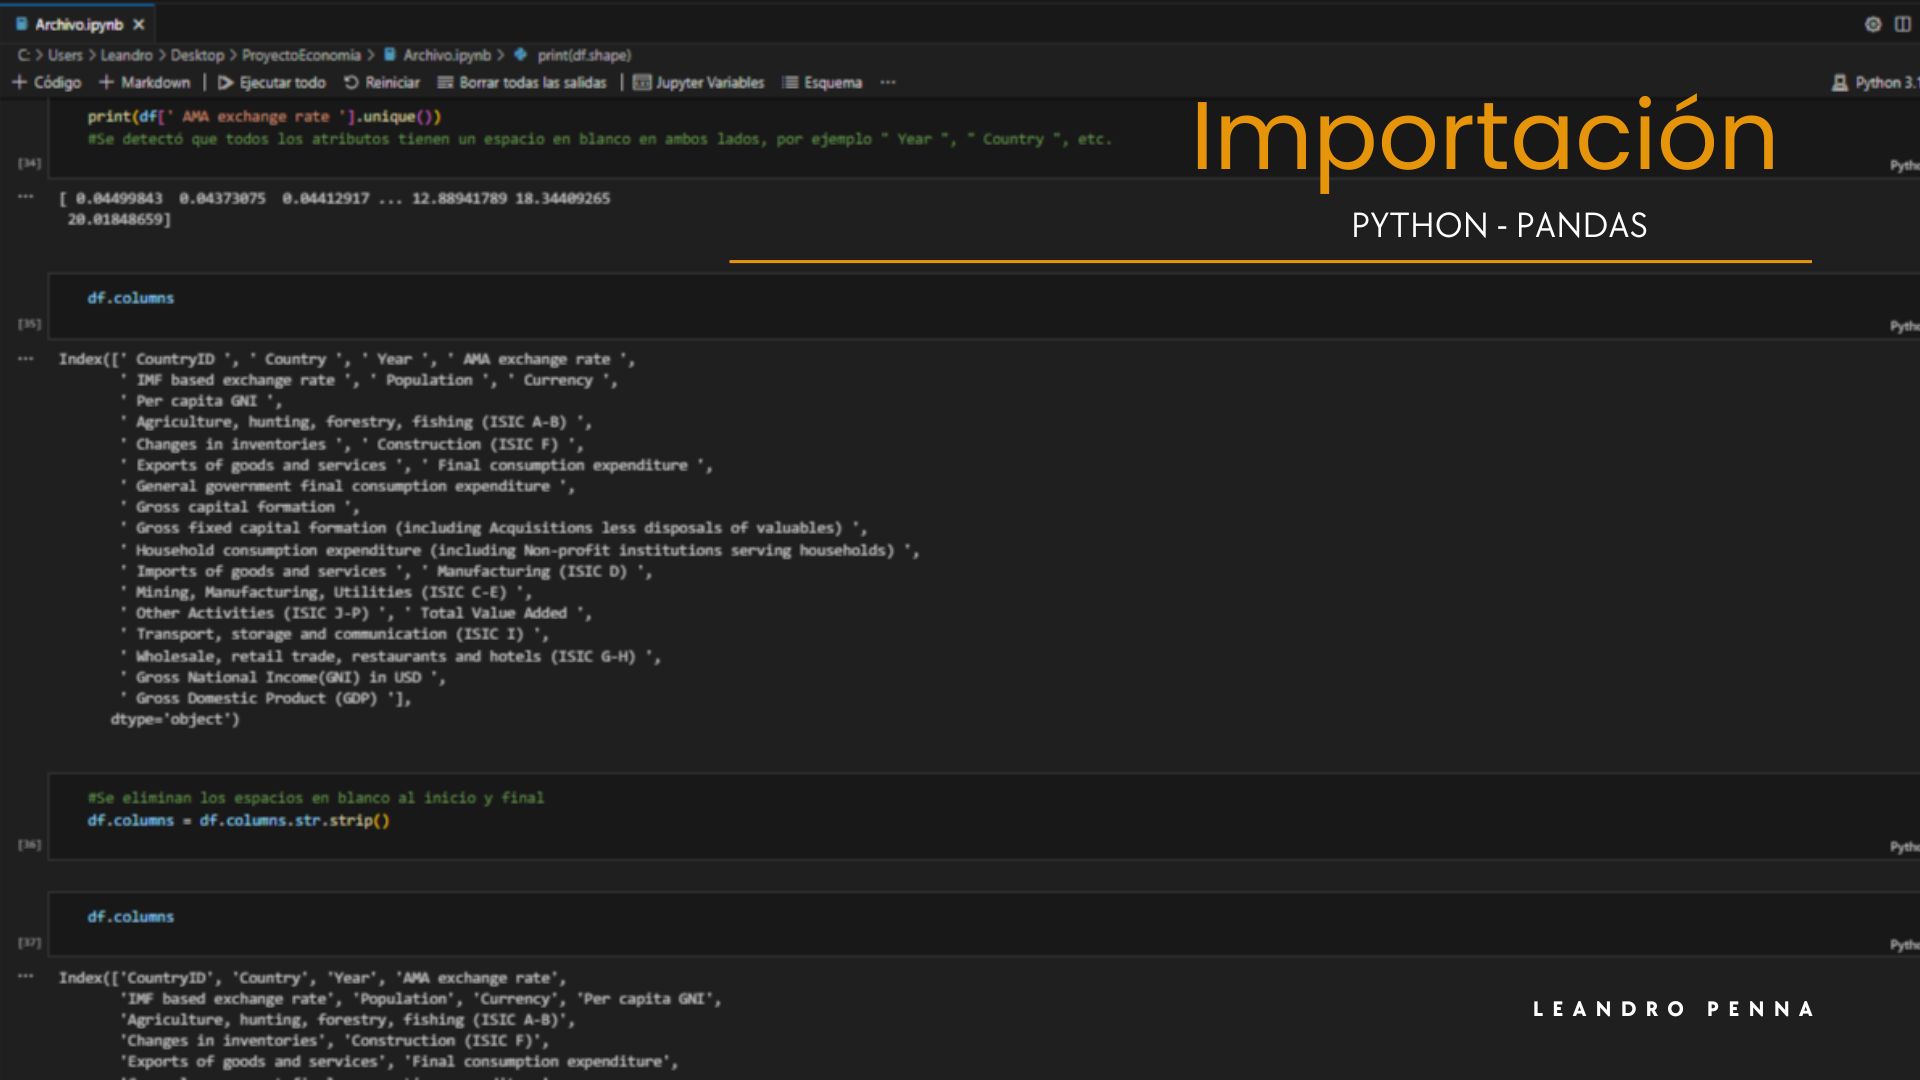 Archivo.ipynb
C: > Users > Leandro > Desktop > ProyectoEconomia > Archivo.ipynb > print(df.shape)
+ Código + Markdown | Ejecutar todo Reiniciar Borrar todas las salidas | Jupyter Variables Esquema ...
Python 3.1
Importación
PYTHON - PANDAS
print(df[' AMA exchange rate '].unique())
#Se detectó que todos los atributos tienen un espacio en blanco en ambos lados, por ejemplo " Year ", " Country ", etc.
[34]
Pytho
... [ 0.04499843 0.04373075 0.04412917 ... 12.88941789 18.34409265
20.01848659]
df.columns
[35]
Pytho
... Index([' CountryID ', ' Country ', ' Year ', ' AMA exchange rate ',
' IMF based exchange rate ', ' Population ', ' Currency ',
' Per capita GNI ',
' Agriculture, hunting, forestry, fishing (ISIC A-B) ',
' Changes in inventories ', ' Construction (ISIC F) ',
' Exports of goods and services ', ' Final consumption expenditure ',
' General government final consumption expenditure ',
' Gross capital formation ',
' Gross fixed capital formation (including Acquisitions less disposals of valuables) ',
' Household consumption expenditure (including Non-profit institutions serving households) ',
' Imports of goods and services ', ' Manufacturing (ISIC D) ',
' Mining, Manufacturing, Utilities (ISIC C-E) ',
' Other Activities (ISIC J-P) ', ' Total Value Added ',
' Transport, storage and communication (ISIC I) ',
' Wholesale, retail trade, restaurants and hotels (ISIC G-H) ',
' Gross National Income(GNI) in USD ',
' Gross Domestic Product (GDP) '],
dtype='object')
#Se eliminan los espacios en blanco al inicio y final
df.columns = df.columns.str.strip()
[36]
Pytho
df.columns
[37]
Pytho
... Index(['CountryID', 'Country', 'Year', 'AMA exchange rate',
'IMF based exchange rate', 'Population', 'Currency', 'Per capita GNI',
'Agriculture, hunting, forestry, fishing (ISIC A-B)',
'Changes in inventories', 'Construction (ISIC F)',
'Exports of goods and services', 'Final consumption expenditure',
LEANDRO PENNA